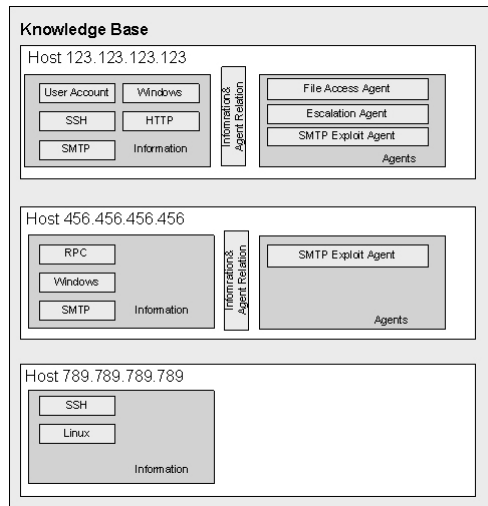 Knowledge Base
Host 123.123.123.123
User Account
Windows
SSH
HTTP
SMTP
Information
Infomration&
Agent Relation
File Access Agent
Escalation Agent
SMTP Exploit Agent
Agents
Host 456.456.456.456
RPC
Windows
SMTP
Information
Infomration&
Agent Relation
SMTP Exploit Agent
Agents
Host 789.789.789.789
SSH
Linux
Information